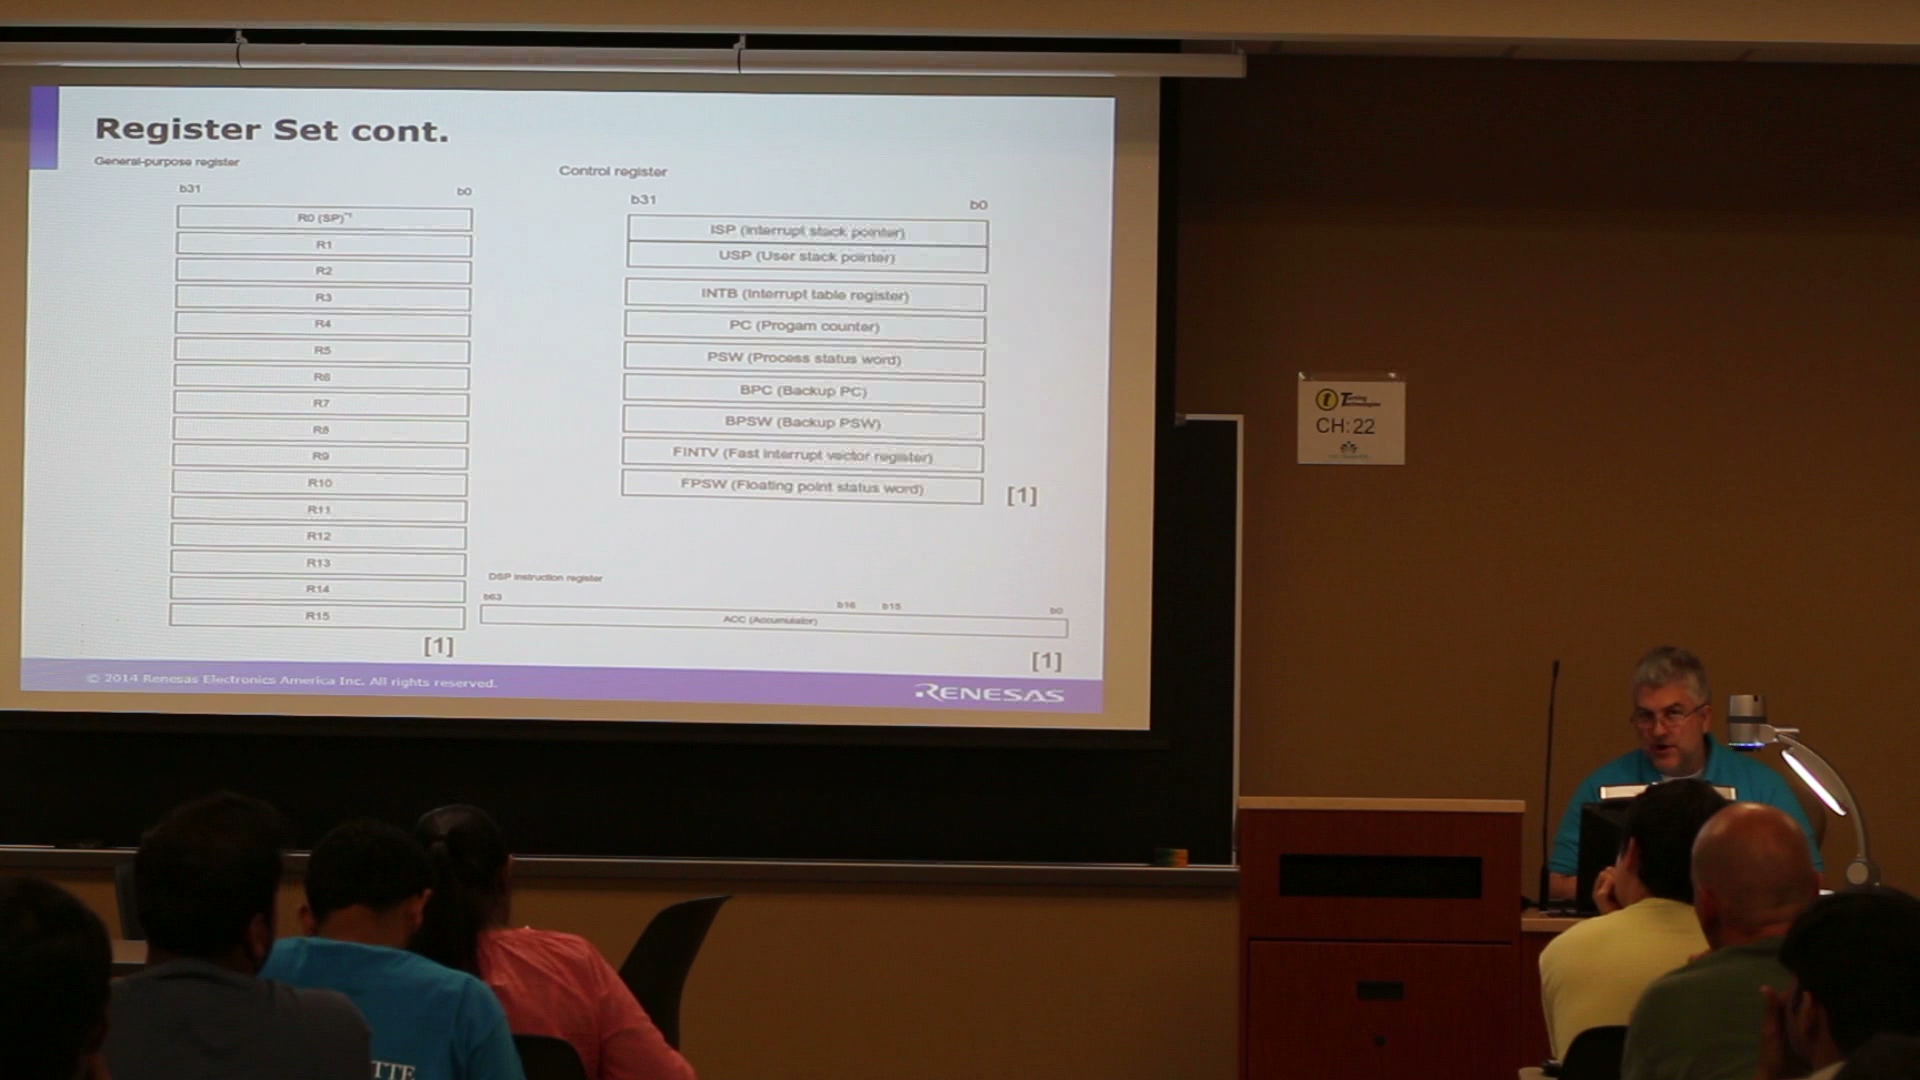 Register Set cont.
General-purpose register
b31 b0
R0 (SP)*1
R1
R2
R3
R4
R5
R6
R7
R8
R9
R10
R11
R12
R13
R14
R15
[1]
Control register
b31 b0
ISP (Interrupt stack pointer)
USP (User stack pointer)
INTB (Interrupt table register)
PC (Progam counter)
PSW (Process status word)
BPC (Backup PC)
BPSW (Backup PSW)
FINTV (Fast interrupt vector register)
FPSW (Floating point status word)
[1]
DSP instruction register
b63 b16 b15 b0
ACC (Accumulator)
[1]
© 2014 Renesas Electronics America Inc. All rights reserved.
RENESAS
Turning
Technologies
CH: 22
TTE